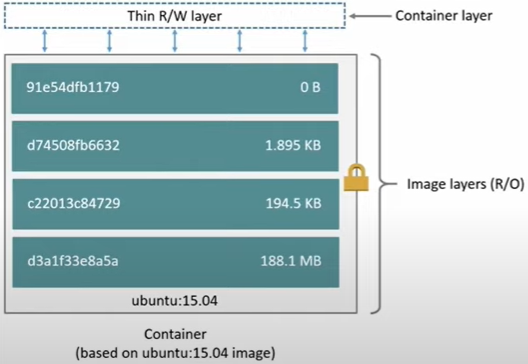 Thin R/W layer
Container layer
91e54dfb1179 0 B
d74508fb6632 1.895 KB
c22013c84729 194.5 KB
d3a1f33e8a5a 188.1 MB
Image layers (R/O)
ubuntu:15.04
Container
(based on ubuntu:15.04 image)